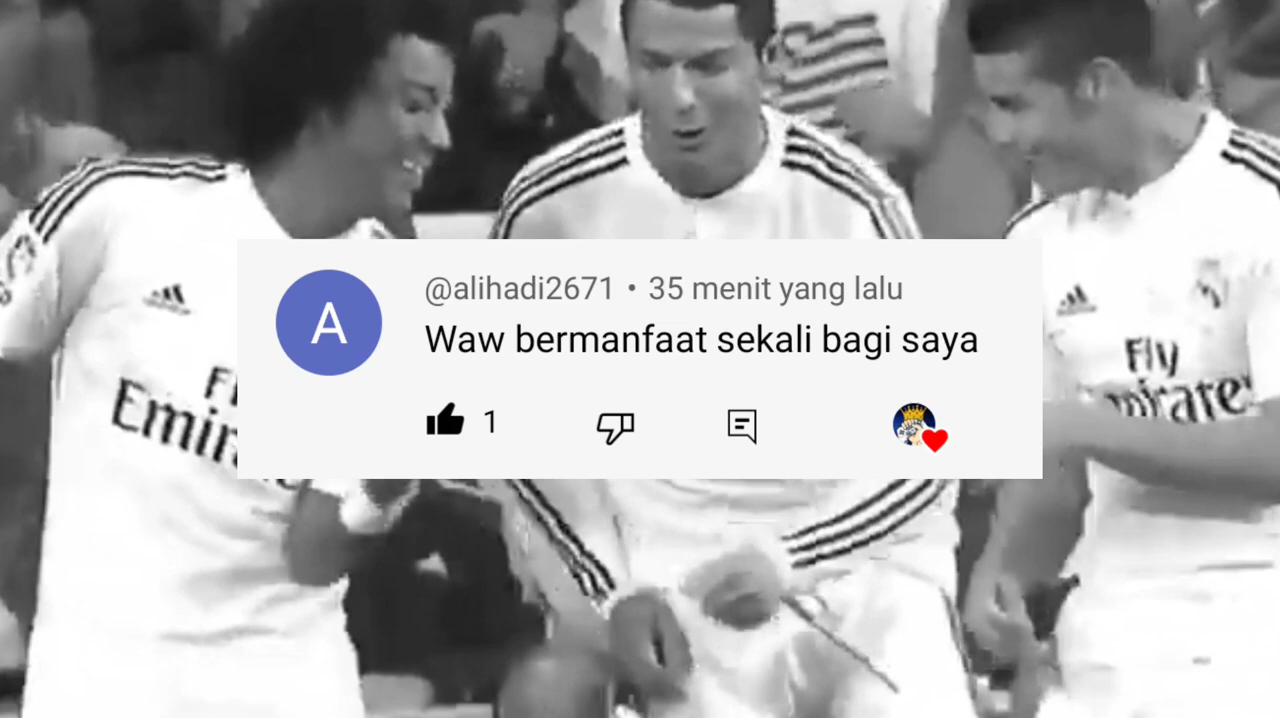 @alihadi2671 • 35 menit yang lalu
Waw bermanfaat sekali bagi saya
1
Fly
Emirates